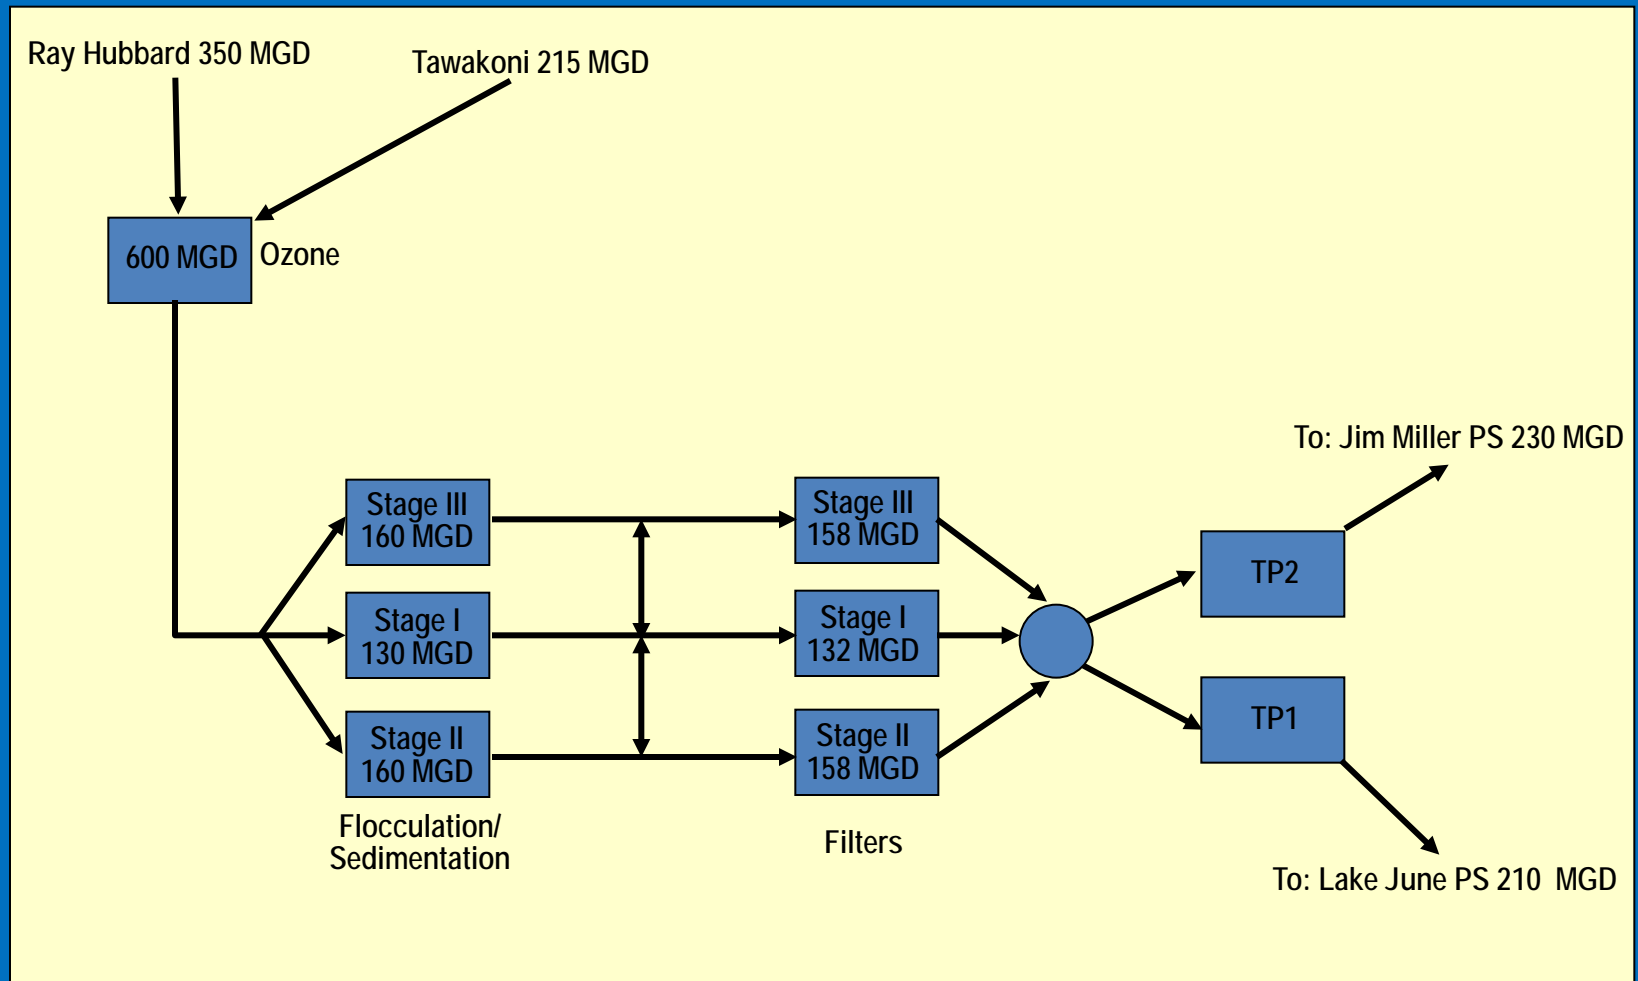 Ray Hubbard 350 MGD
Tawakoni 215 MGD
600 MGD
Ozone
To: Jim Miller PS 230 MGD
Stage III
160 MGD
Stage III
158 MGD
TP2
Stage I
130 MGD
Stage I
132 MGD
TP1
Stage II
160 MGD
Stage II
158 MGD
Flocculation/
Sedimentation
Filters
To: Lake June PS 210  MGD